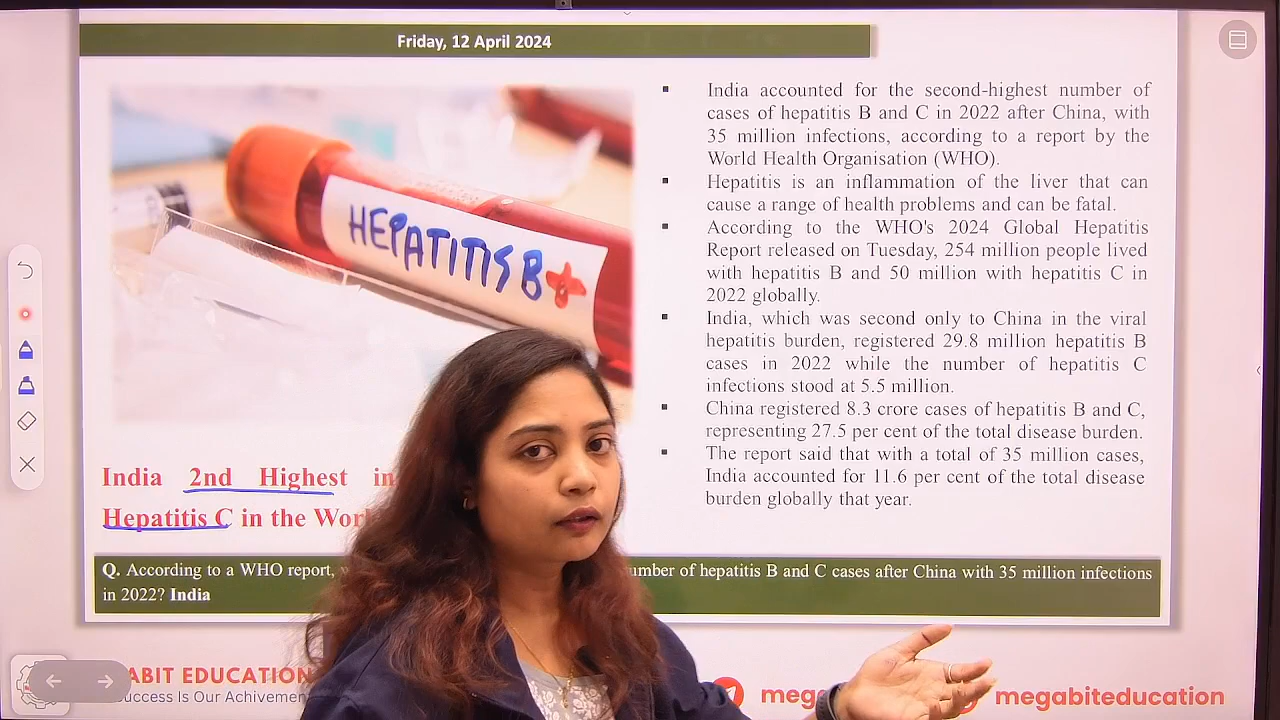 Friday, 12 April 2024
HEPATITIS B+
▪ India accounted for the second-highest number of
cases of hepatitis B and C in 2022 after China, with
35 million infections, according to a report by the
World Health Organisation (WHO).
▪ Hepatitis is an inflammation of the liver that can
cause a range of health problems and can be fatal.
▪ According to the WHO's 2024 Global Hepatitis
Report released on Tuesday, 254 million people lived
with hepatitis B and 50 million with hepatitis C in
2022 globally.
▪ India, which was second only to China in the viral
hepatitis burden, registered 29.8 million hepatitis B
cases in 2022 while the number of hepatitis C
infections stood at 5.5 million.
▪ China registered 8.3 crore cases of hepatitis B and C,
representing 27.5 per cent of the total disease burden.
▪ The report said that with a total of 35 million cases,
India accounted for 11.6 per cent of the total disease
burden globally that year.
India 2nd Highest in
Hepatitis C in the
Q. According to a WHO report, number of hepatitis B and C cases after China with 35 million infections
in 2022? India
EDUCATION
Success Is Our
megabiteducation